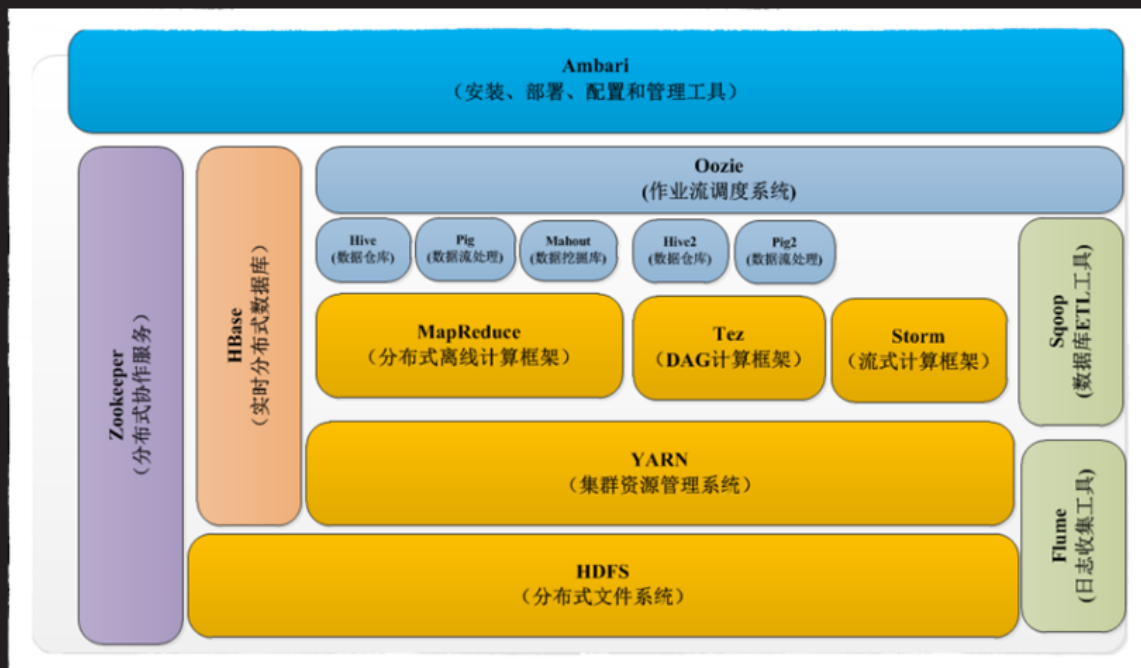 Ambari
（安装、部署、配置和管理工具）
Zookeeper
（分布式协作服务）
HBase
（实时分布式数据库）
Oozie
(作业流调度系统)
Hive
(数据仓库)
Pig
(数据流处理)
Mahout
(数据挖掘库)
Hive2
(数据仓库)
Pig2
(数据流处理)
MapReduce
（分布式离线计算框架）
Tez
（DAG计算框架）
Storm
（流式计算框架）
Sqoop
(数据库ETL工具)
YARN
（集群资源管理系统）
Flume
(日志收集工具)
HDFS
（分布式文件系统）